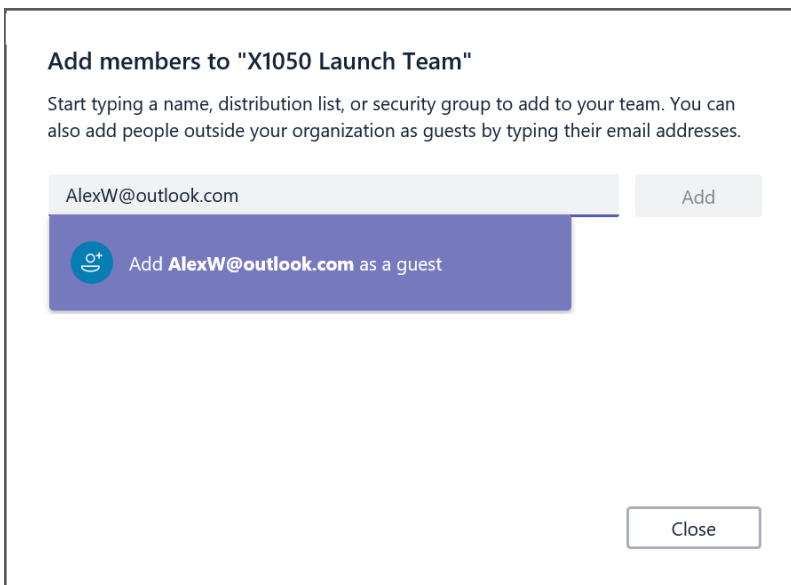 Add members to "X1050 Launch Team"
Start typing a name, distribution list, or security group to add to your team. You can
also add people outside your organization as guests by typing their email addresses.
AlexW@outlook.com
Add
Add AlexW@outlook.com as a guest
Close